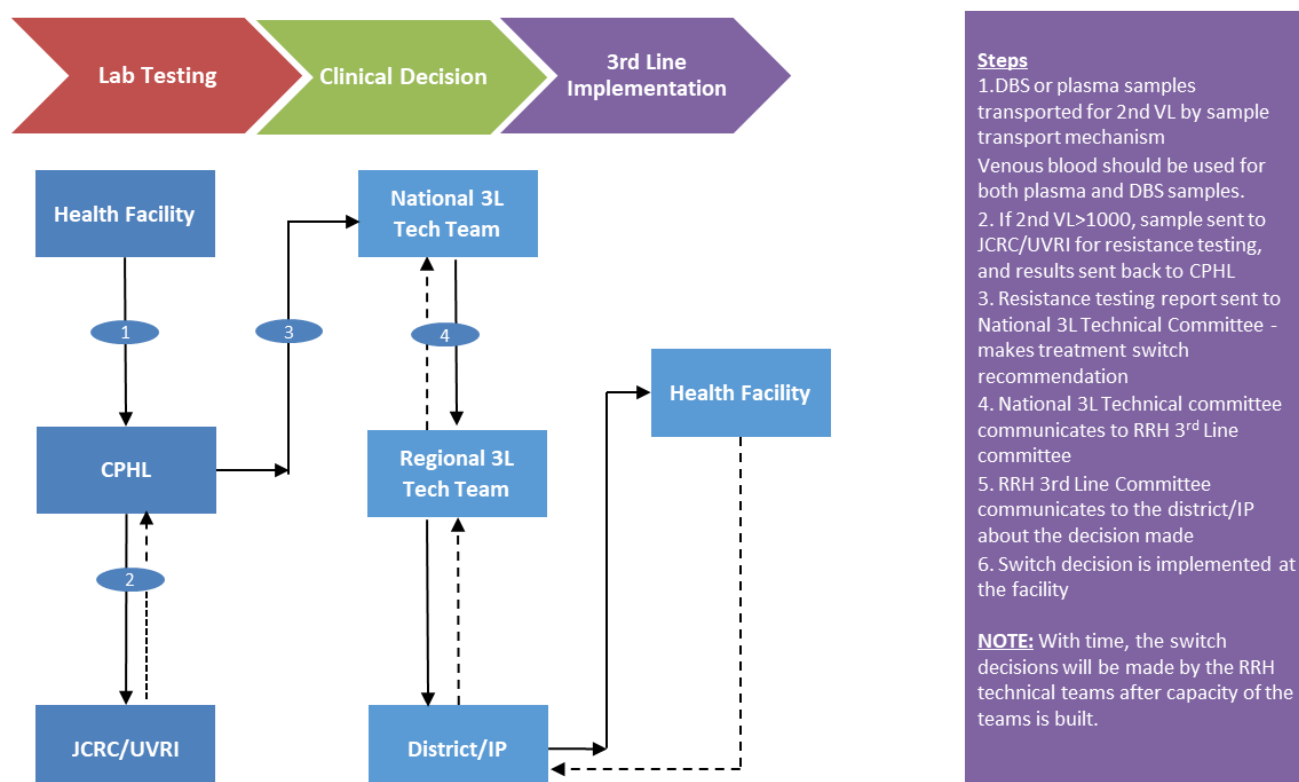 Lab Testing
Clinical Decision
3rd Line
Implementation
Health Facility
National 3L
Tech Team
1
3
4
Health Facility
CPHL
Regional 3L
Tech Team
2
JCRC/UVRI
District/IP
Steps
1.DBS or plasma samples
transported for 2nd VL by sample
transport mechanism
Venous blood should be used for
both plasma and DBS samples.
2. If 2nd VL>1000, sample sent to
JCRC/UVRI for resistance testing,
and results sent back to CPHL
3. Resistance testing report sent to
National 3L Technical Committee -
makes treatment switch
recommendation
4. National 3L Technical committee
communicates to RRH 3rd Line
committee
5. RRH 3rd Line Committee
communicates to the district/IP
about the decision made
6. Switch decision is implemented at
the facility
NOTE: With time, the switch
decisions will be made by the RRH
technical teams after capacity of the
teams is built.